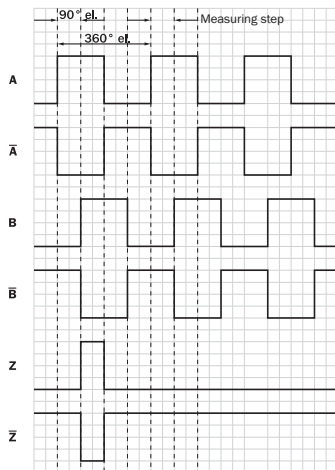 90° el.
Measuring step
360° el.
A
A̅
B
B̅
Z
Z̅